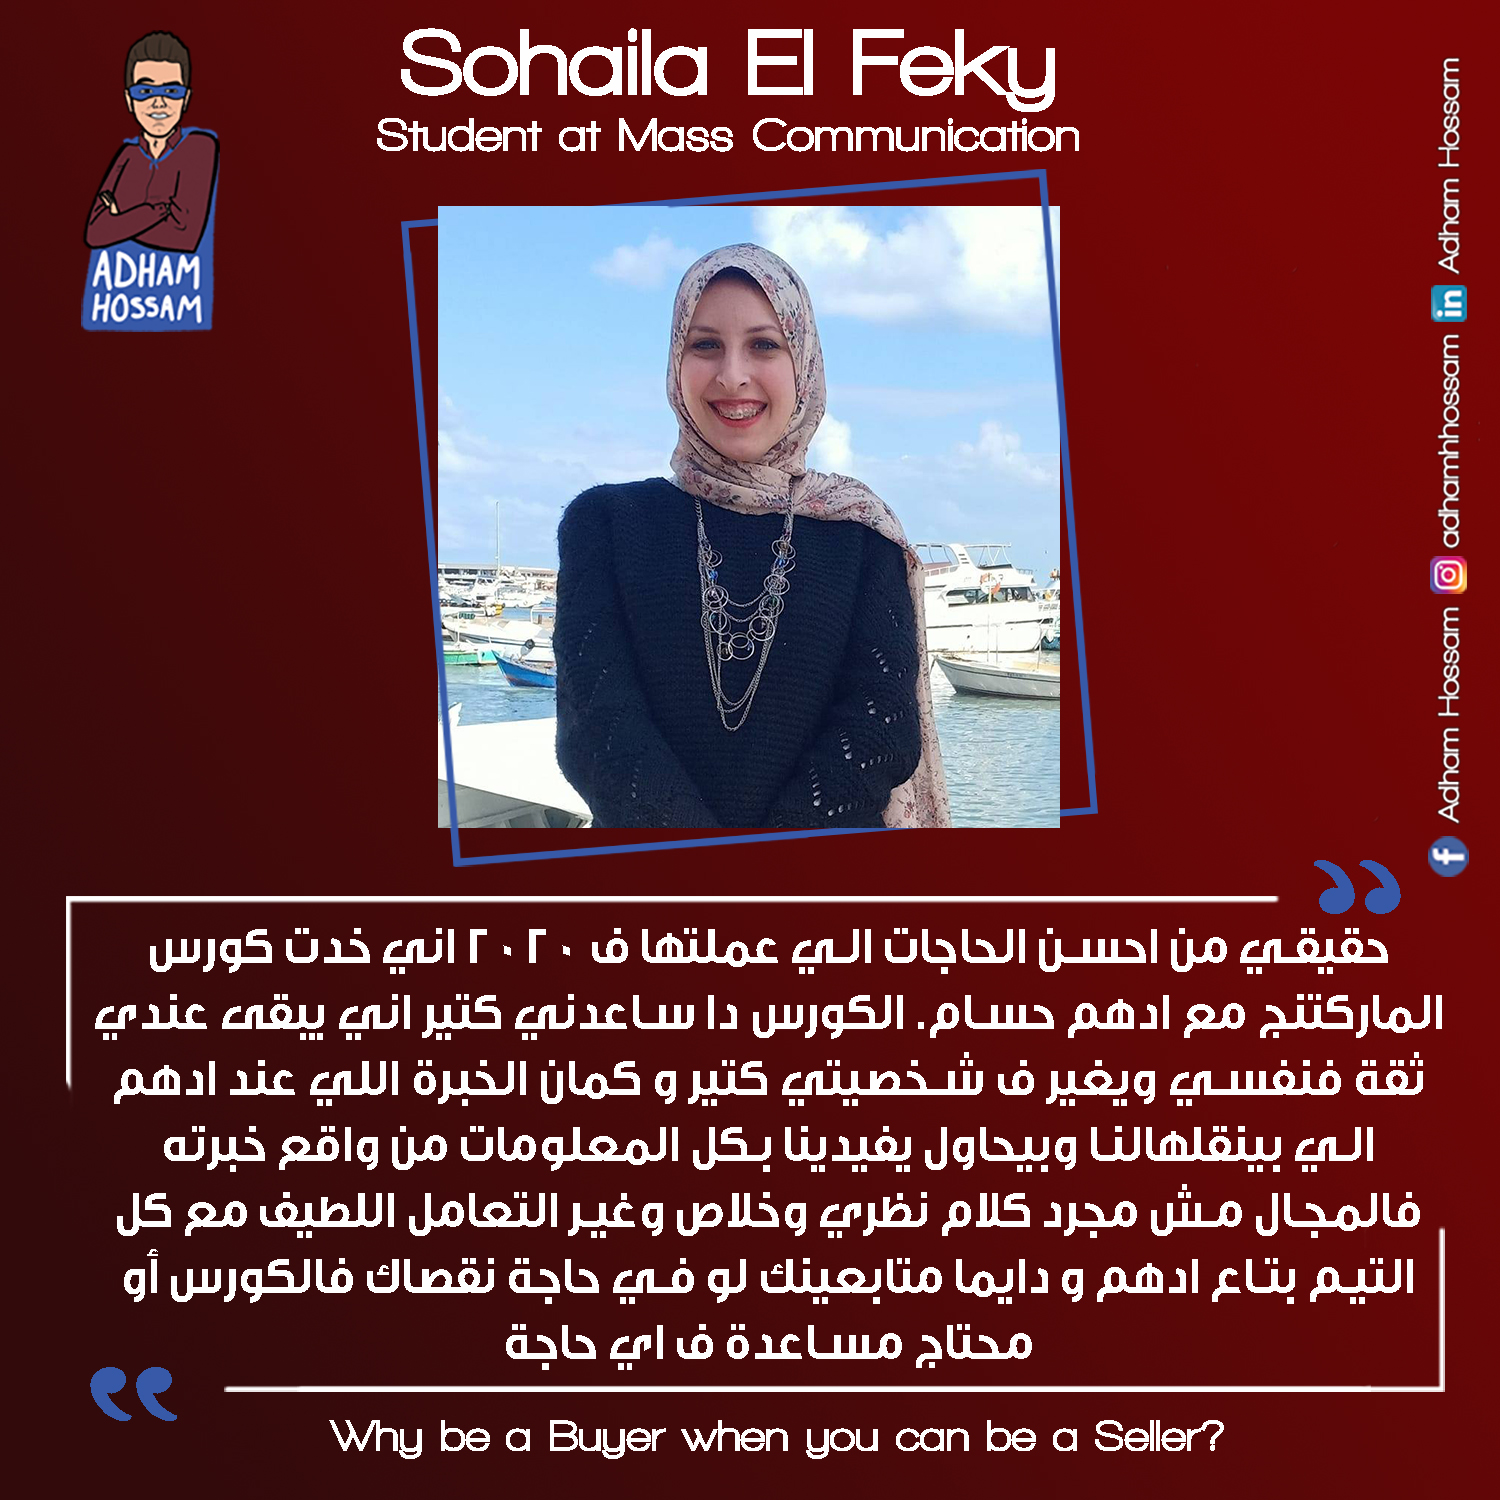 Sohaila El Feky
Student at Mass Communication
ADHAM
HOSSAM
Adham Hossam
adhamhhossam
Adham Hossam
حقيقي من احسن الحاجات الي عملتها ف ٢٠٢٠ اني خدت كورس
الماركتنج مع ادهم حسام. الكورس دا ساعدني كتير اني يبقى عندي
ثقة فنفسي ويغير ف شخصيتي كتير و كمان الخبرة اللي عند ادهم
الي بينقلهالنا وبيحاول يفيدينا بكل المعلومات من واقع خبرته
فالمجال مش مجرد كلام نظري وخلاص وغير التعامل اللطيف مع كل
التيم بتاع ادهم و دايما متابعينك لو في حاجة نقصاك فالكورس أو
محتاج مساعدة ف اي حاجة
Why be a Buyer when you can be a Seller?